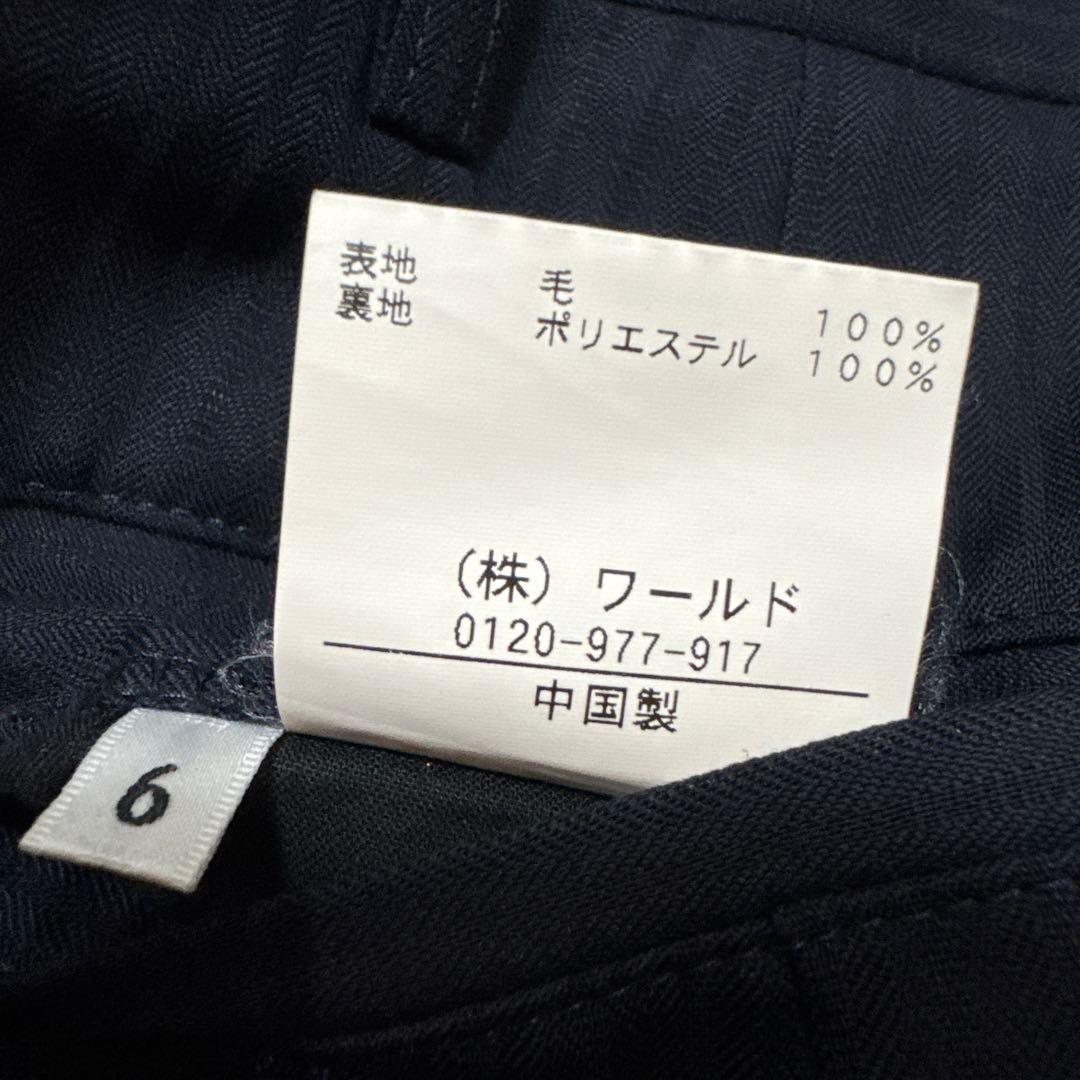 表地 毛 100%
裏地 ポリエステル 100%
(株) ワールド
0120-977-917
中国製
6